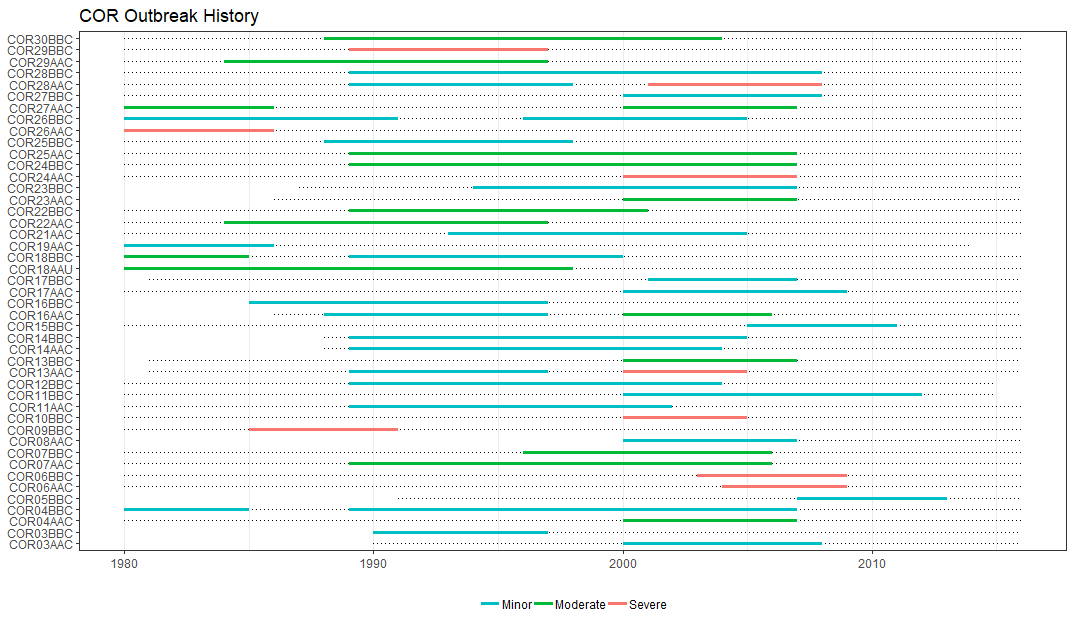 COR Outbreak History
COR30BBC
COR29BBC
COR29AAC
COR28BBC
COR28AAC
COR27BBC
COR27AAC
COR26BBC
COR26AAC
COR25BBC
COR25AAC
COR24BBC
COR24AAC
COR23BBC
COR23AAC
COR22BBC
COR22AAC
COR21AAC
COR19AAC
COR18BBC
COR18AAU
COR17BBC
COR17AAC
COR16BBC
COR16AAC
COR15BBC
COR14BBC
COR14AAC
COR13BBC
COR13AAC
COR12BBC
COR11BBC
COR11AAC
COR10BBC
COR09BBC
COR08AAC
COR07BBC
COR07AAC
COR06BBC
COR06AAC
COR05BBC
COR04BBC
COR04AAC
COR03BBC
COR03AAC
1980 1990 2000 2010
Minor Moderate Severe